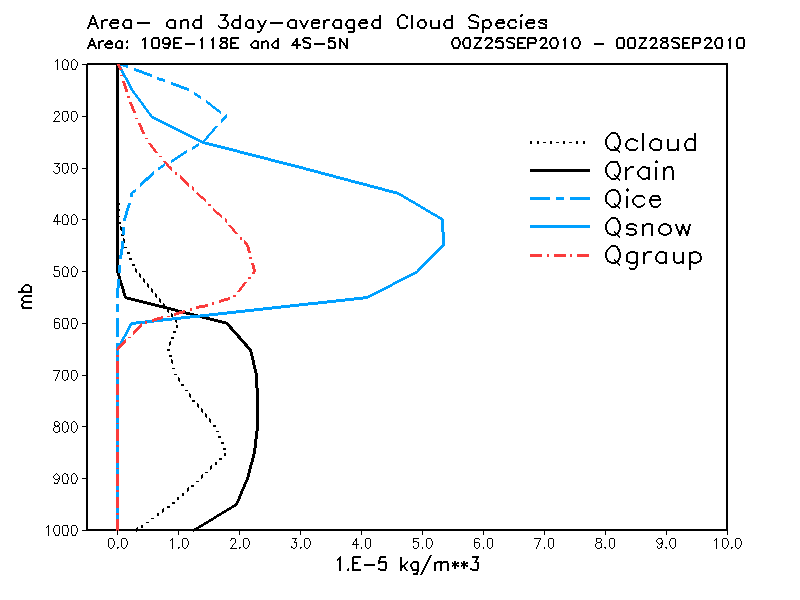 Area- and 3day-averaged Cloud Species
Area: 109E-118E and 4S-5N 00Z25SEP2010 - 00Z28SEP2010
100
200
300
400
500
600
700
800
900
1000
mb
Qcloud
Qrain
Qice
Qsnow
Qgraup
0.0 1.0 2.0 3.0 4.0 5.0 6.0 7.0 8.0 9.0 10.0
1.E-5 kg/m**3